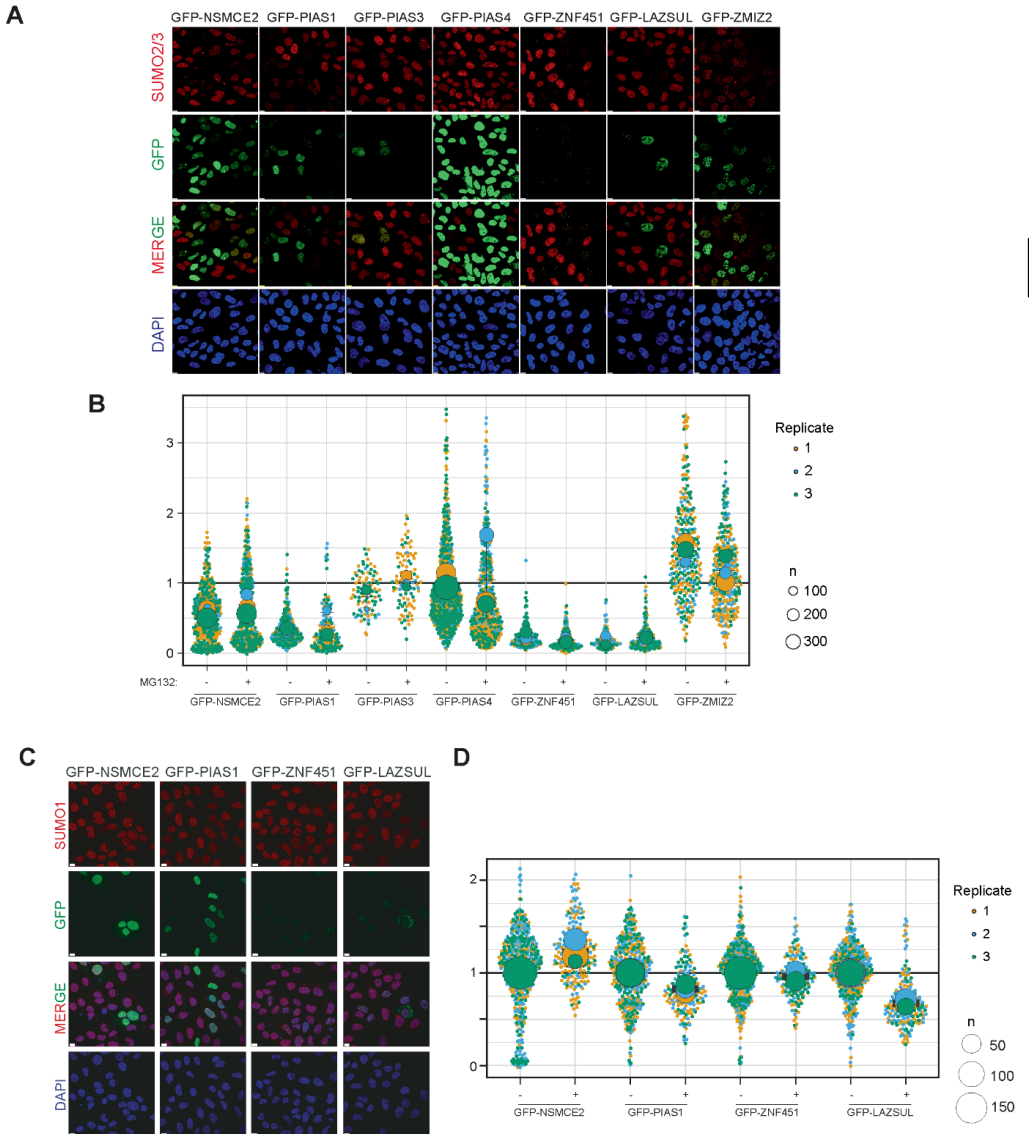 A
GFP-NSMCE2 GFP-PIAS1 GFP-PIAS3 GFP-PIAS4 GFP-ZNF451 GFP-LAZSUL GFP-ZMIZ2
SUMO2/3
GFP
MERGE
DAPI
B
3
2
1
0
MG132: - + - + - + - + - + - + - +
GFP-NSMCE2 GFP-PIAS1 GFP-PIAS3 GFP-PIAS4 GFP-ZNF451 GFP-LAZSUL GFP-ZMIZ2
Replicate
1
2
3
n
100
200
300
C
GFP-NSMCE2 GFP-PIAS1 GFP-ZNF451 GFP-LAZSUL
SUMO1
GFP
MERGE
DAPI
D
2
1
0
- + - + - + - +
GFP-NSMCE2 GFP-PIAS1 GFP-ZNF451 GFP-LAZSUL
Replicate
1
2
3
n
50
100
150